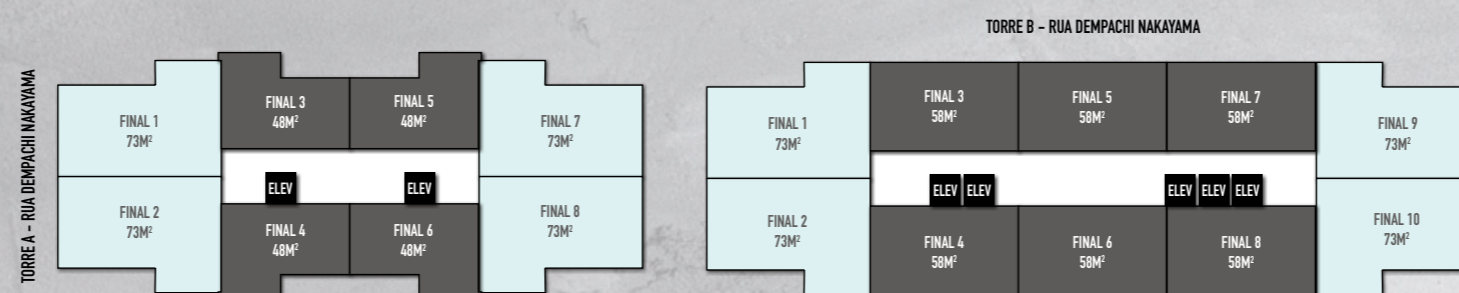 TORRE A – RUA DEMPACHI NAKAYAMA
FINAL 1
73M²
FINAL 3
48M²
FINAL 5
48M²
FINAL 7
73M²
ELEV
ELEV
FINAL 2
73M²
FINAL 4
48M²
FINAL 6
48M²
FINAL 8
73M²
TORRE B – RUA DEMPACHI NAKAYAMA
FINAL 1
73M²
FINAL 3
58M²
FINAL 5
58M²
FINAL 7
58M²
FINAL 9
73M²
ELEV ELEV
ELEV ELEV ELEV
FINAL 2
73M²
FINAL 4
58M²
FINAL 6
58M²
FINAL 8
58M²
FINAL 10
73M²